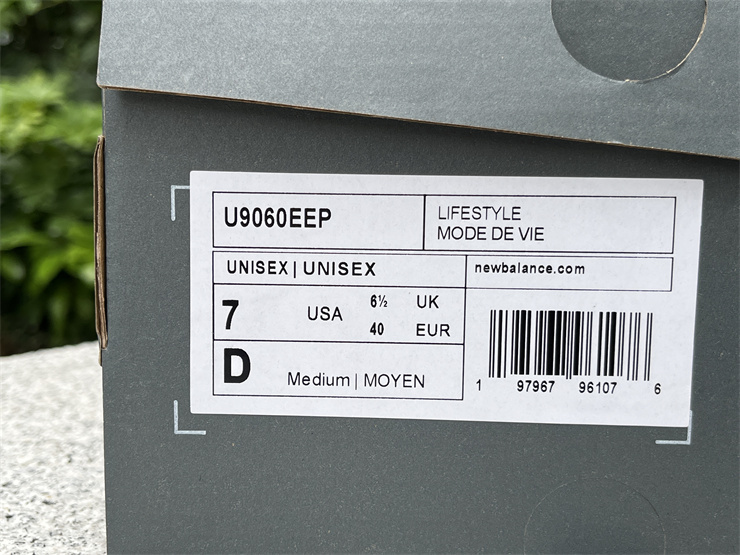 U9060EEP
LIFESTYLE
MODE DE VIE
UNISEX | UNISEX
newbalance.com
7 USA 6½ UK
40 EUR
D Medium | MOYEN
1 97967 96107 6